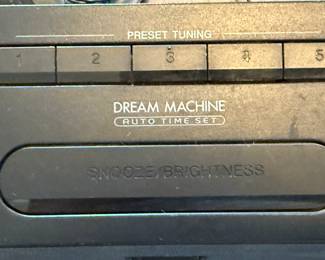 PRESET TUNING
1 2 3 4 5
DREAM MACHINE
AUTO TIME SET
SNOOZE/BRIGHTNESS